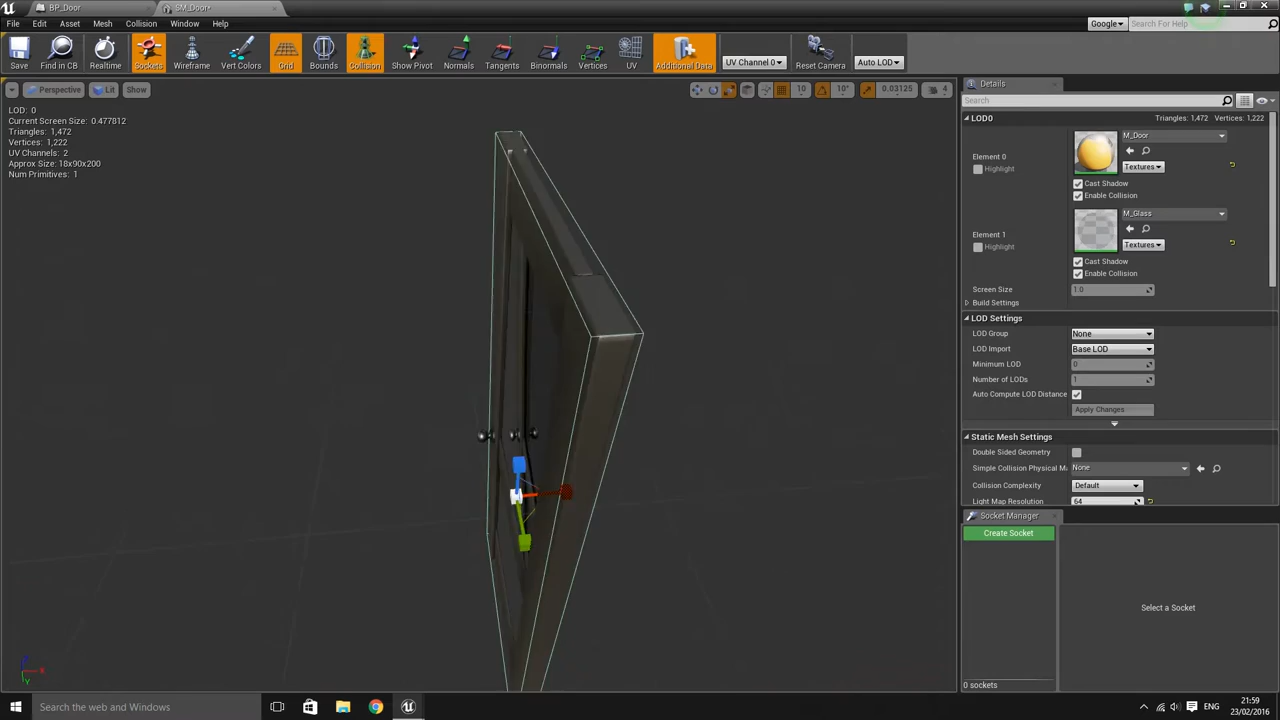 BP_Door
SM_Door*
File Edit Asset Mesh Collision Window Help
Google
Search For Help
Save
Find in CB
Realtime
Sockets
Wireframe
Vert Colors
Grid
Bounds
Collision
Show Pivot
Normals
Tangents
Binormals
Vertices
UV
Additional Data
UV Channel 0
Reset Camera
Auto LOD
Perspective
Lit
Show
10
10°
0.03125
4
LOD: 0
Current Screen Size: 0.477812
Triangles: 1,472
Vertices: 1,222
UV Channels: 2
Approx Size: 18x90x200
Num Primitives: 1
Details
Search
LOD0
Triangles: 1,472 Vertices: 1,222
Element 0
Highlight
M_Door
Textures
Cast Shadow
Enable Collision
Element 1
Highlight
M_Glass
Textures
Cast Shadow
Enable Collision
Screen Size 1.0
Build Settings
LOD Settings
LOD Group None
LOD Import Base LOD
Minimum LOD 0
Number of LODs 1
Auto Compute LOD Distance
Apply Changes
Static Mesh Settings
Double Sided Geometry
Simple Collision Physical M None
Collision Complexity Default
Light Map Resolution 64
Socket Manager
Create Socket
Select a Socket
0 sockets
Z
X
Y
Search the web and Windows
ENG
21:59
23/02/2016